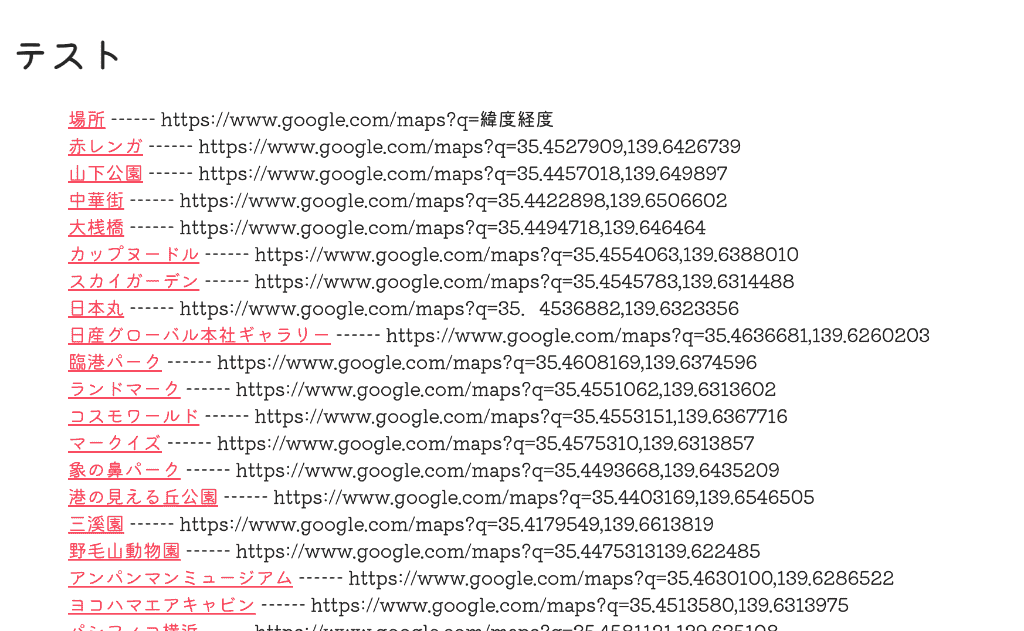 テスト
場所 ------ https://www.google.com/maps?q=緯度経度
赤レンガ ------ https://www.google.com/maps?q=35.4527909,139.6426739
山下公園 ------ https://www.google.com/maps?q=35.4457018,139.649897
中華街 ------ https://www.google.com/maps?q=35.4422898,139.6506602
大桟橋 ------ https://www.google.com/maps?q=35.4494718,139.646464
カップヌードル ------ https://www.google.com/maps?q=35.4554063,139.6388010
スカイガーデン ------ https://www.google.com/maps?q=35.4545783,139.6314488
日本丸 ------ https://www.google.com/maps?q=35．4536882,139.6323356
日産グローバル本社ギャラリー ------ https://www.google.com/maps?q=35.4636681,139.6260203
臨港パーク ------ https://www.google.com/maps?q=35.4608169,139.6374596
ランドマーク ------ https://www.google.com/maps?q=35.4551062,139.6313602
コスモワールド ------ https://www.google.com/maps?q=35.4553151,139.6367716
マークイズ ------ https://www.google.com/maps?q=35.4575310,139.6313857
象の鼻パーク ------ https://www.google.com/maps?q=35.4493668,139.6435209
港の見える丘公園 ------ https://www.google.com/maps?q=35.4403169,139.6546505
三溪園 ------ https://www.google.com/maps?q=35.4179549,139.6613819
野毛山動物園 ------ https://www.google.com/maps?q=35.4475313139.622485
アンパンマンミュージアム ------ https://www.google.com/maps?q=35.4630100,139.6286522
ヨコハマエアキャビン ------ https://www.google.com/maps?q=35.4513580,139.6313975